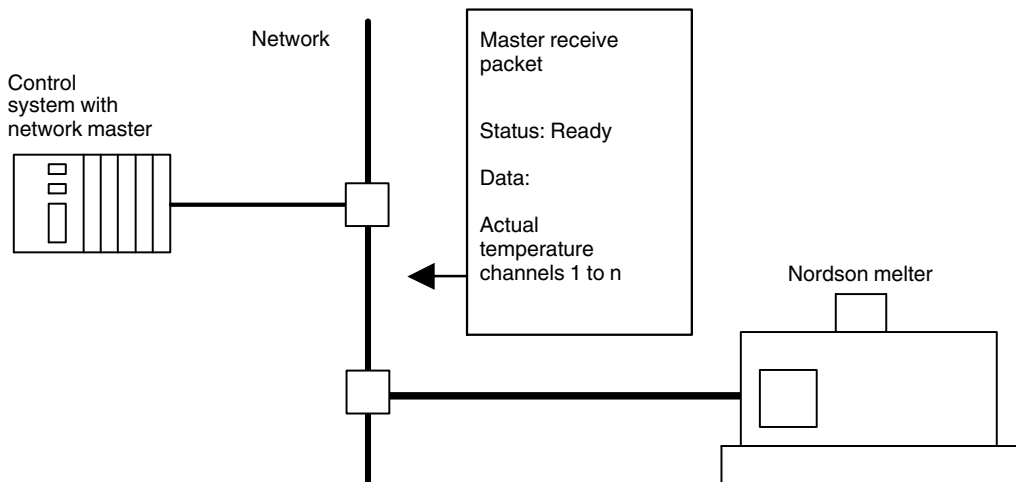 Network
Control
system with
network master
Master receive
packet
Status: Ready
Data:
Actual
temperature
channels 1 to n
Nordson melter